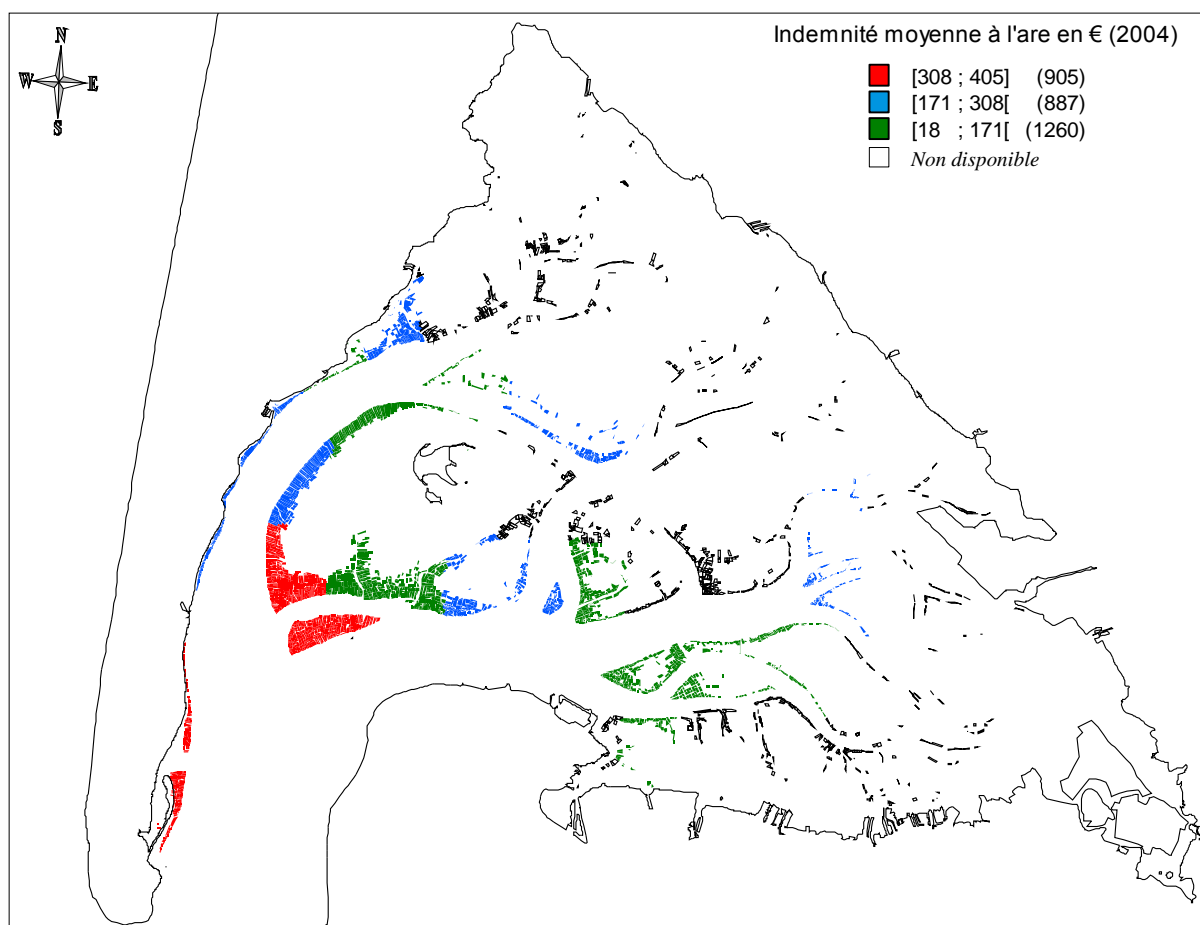 Indemnité moyenne à l'are en € (2004)
N
W E
S
[308 ; 405] (905)
[171 ; 308[ (887)
[18 ; 171[ (1260)
Non disponible